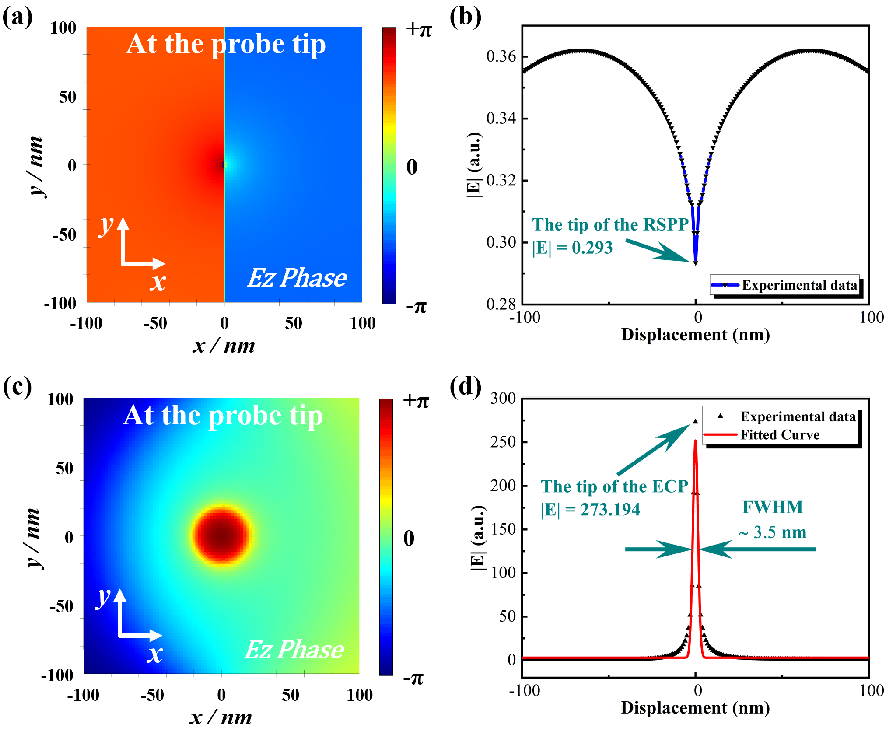 (a)
At the probe tip
Ez Phase
y
x
100
50
0
-50
-100
y / nm
-100
-50
0
50
100
x / nm
+π
0
-π
(b)
0.36
0.34
0.32
0.30
0.28
|E| (a.u.)
The tip of the RSPP
|E| = 0.293
Experimental data
-100
0
100
Displacement (nm)
(c)
At the probe tip
Ez Phase
y
x
100
50
0
-50
-100
y / nm
-100
-50
0
50
100
x / nm
+π
0
-π
(d)
300
250
200
150
100
50
0
|E| (a.u.)
Experimental data
Fitted Curve
The tip of the ECP
|E| = 273.194
FWHM
~ 3.5 nm
-100
0
100
Displacement (nm)